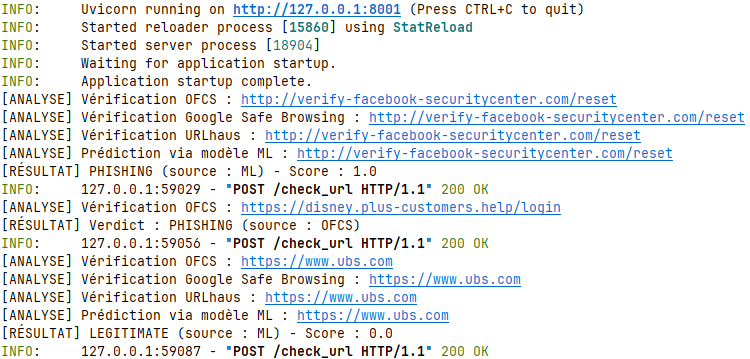 INFO:     Uvicorn running on http://127.0.0.1:8001 (Press CTRL+C to quit)
INFO:     Started reloader process [15860] using StatReload
INFO:     Started server process [18904]
INFO:     Waiting for application startup.
INFO:     Application startup complete.
[ANALYSE] Vérification OFCS : http://verify-facebook-securitycenter.com/reset
[ANALYSE] Vérification Google Safe Browsing : http://verify-facebook-securitycenter.com/reset
[ANALYSE] Vérification URLhaus : http://verify-facebook-securitycenter.com/reset
[ANALYSE] Prédiction via modèle ML : http://verify-facebook-securitycenter.com/reset
[RÉSULTAT] PHISHING (source : ML) - Score : 1.0
INFO:     127.0.0.1:59029 - "POST /check_url HTTP/1.1" 200 OK
[ANALYSE] Vérification OFCS : https://disney.plus-customers.help/login
[RÉSULTAT] Verdict : PHISHING (source : OFCS)
INFO:     127.0.0.1:59056 - "POST /check_url HTTP/1.1" 200 OK
[ANALYSE] Vérification OFCS : https://www.ubs.com
[ANALYSE] Vérification Google Safe Browsing : https://www.ubs.com
[ANALYSE] Vérification URLhaus : https://www.ubs.com
[ANALYSE] Prédiction via modèle ML : https://www.ubs.com
[RÉSULTAT] LEGITIMATE (source : ML) - Score : 0.0
INFO:     127.0.0.1:59087 - "POST /check_url HTTP/1.1" 200 OK